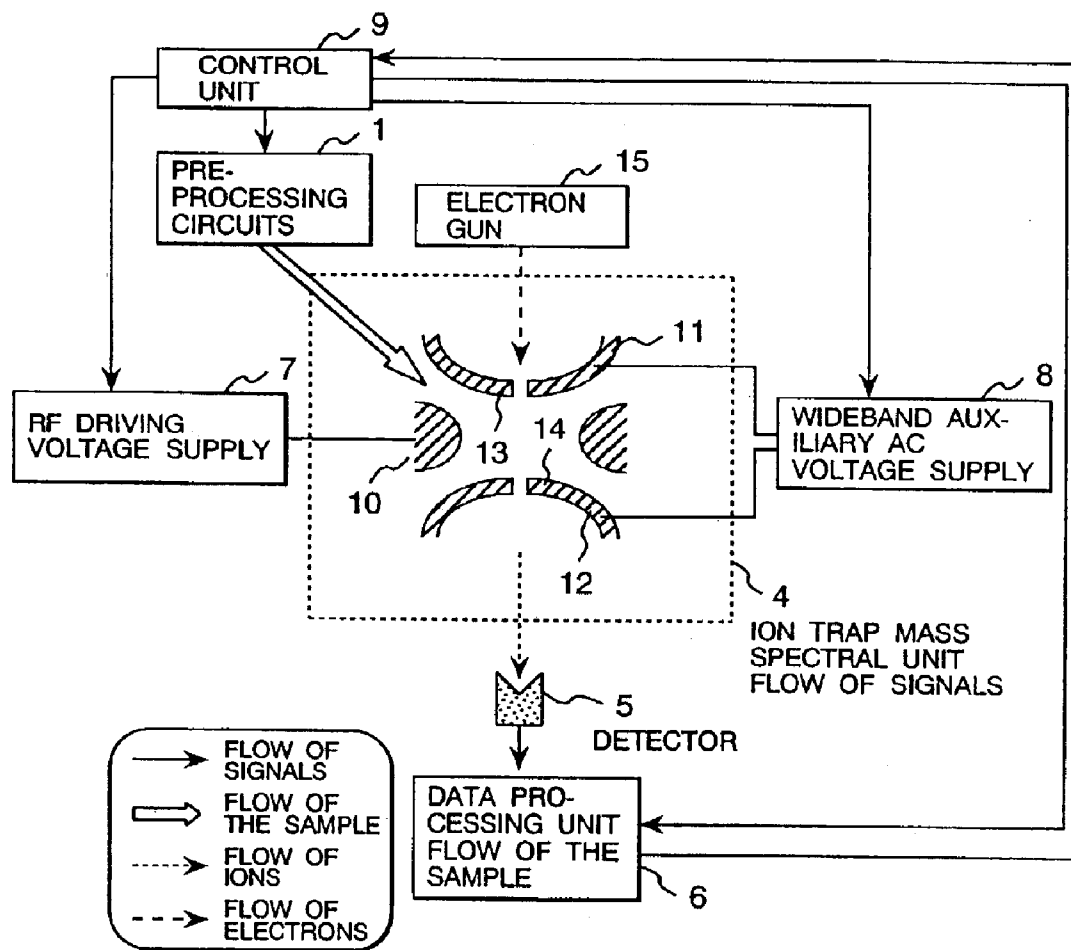 9
CONTROL
UNIT
1
PRE-
PROCESSING
CIRCUITS
15
ELECTRON
GUN
11
7
RF DRIVING
VOLTAGE SUPPLY
13
14
10
12
8
WIDEBAND AUX-
ILIARY AC
VOLTAGE SUPPLY
4
ION TRAP MASS
SPECTRAL UNIT
FLOW OF SIGNALS
5
DETECTOR
DATA PRO-
CESSING UNIT
FLOW OF THE
SAMPLE
6
FLOW OF
SIGNALS
FLOW OF
THE SAMPLE
FLOW OF
IONS
FLOW OF
ELECTRONS
13